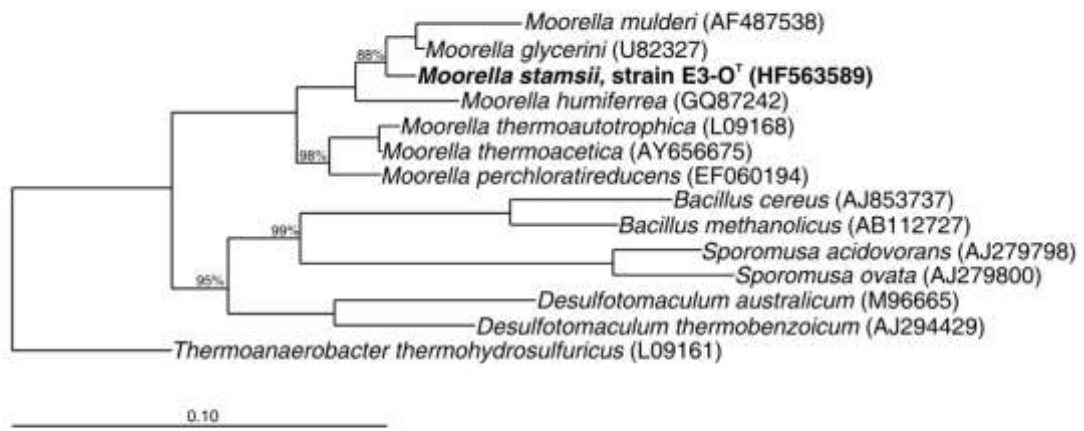 Moorella mulderi (AF487538)
88%
Moorella glycerini (U82327)
Moorella stamsii, strain E3-Oᵀ (HF563589)
Moorella humiferrea (GQ87242)
Moorella thermoautotrophica (L09168)
98%
Moorella thermoacetica (AY656675)
Moorella perchloratireducens (EF060194)
Bacillus cereus (AJ853737)
99%
Bacillus methanolicus (AB112727)
Sporomusa acidovorans (AJ279798)
95%
Sporomusa ovata (AJ279800)
Desulfotomaculum australicum (M96665)
Desulfotomaculum thermobenzoicum (AJ294429)
Thermoanaerobacter thermohydrosulfuricus (L09161)
0.10